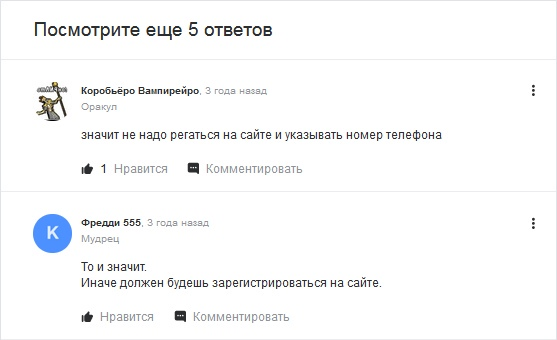 Посмотрите еще 5 ответов
Коробьёро Вампирейро, 3 года назад
Оракул
значит не надо регаться на сайте и указывать номер телефона
1 Нравится Комментировать
К
Фредди 555, 3 года назад
Мудрец
То и значит.
Иначе должен будешь зарегистрироваться на сайте.
Нравится Комментировать